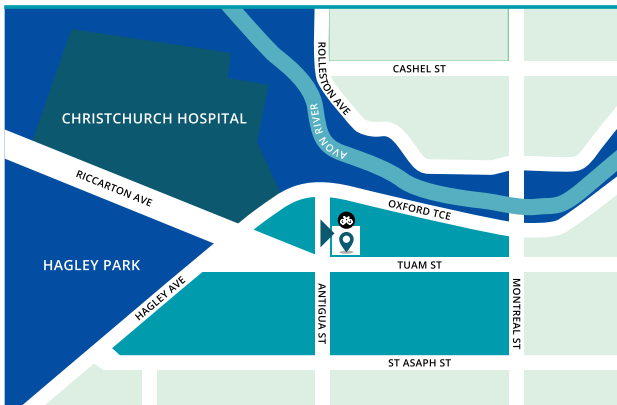 CASHEL ST
ROLLESTON AVE
CHRISTCHURCH HOSPITAL
AVON RIVER
RICCARTON AVE
OXFORD TCE
HAGLEY PARK
TUAM ST
HAGLEY AVE
ANTIGUA ST
MONTREAL ST
ST ASAPH ST